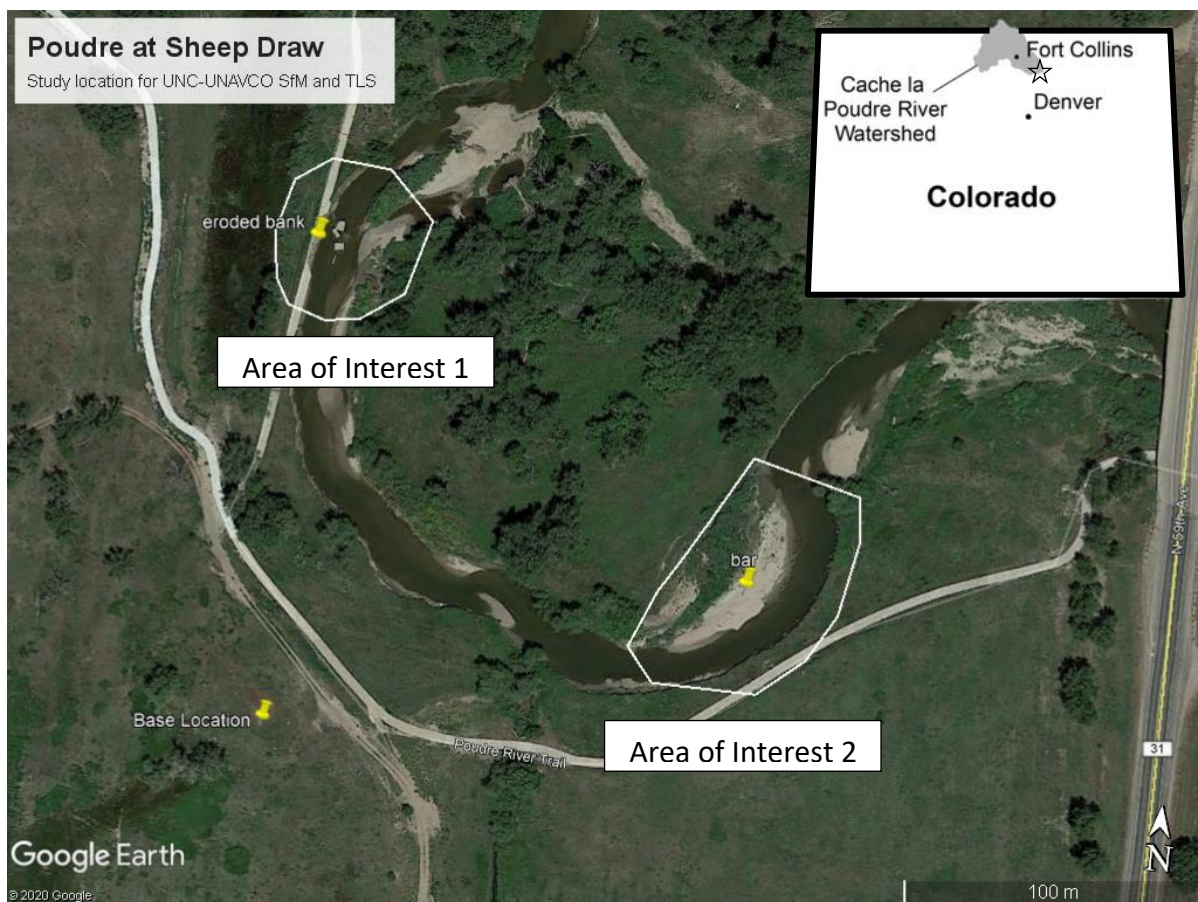 Poudre at Sheep Draw
Study location for UNC-UNAVCO SfM and TLS
Fort Collins
Cache la
Poudre River
Watershed
Denver
Colorado
eroded bank
Area of Interest 1
N 59th Ave
bar
Base Location
Poudre River Trail
Area of Interest 2
31
Google Earth
N
© 2020 Google
100 m